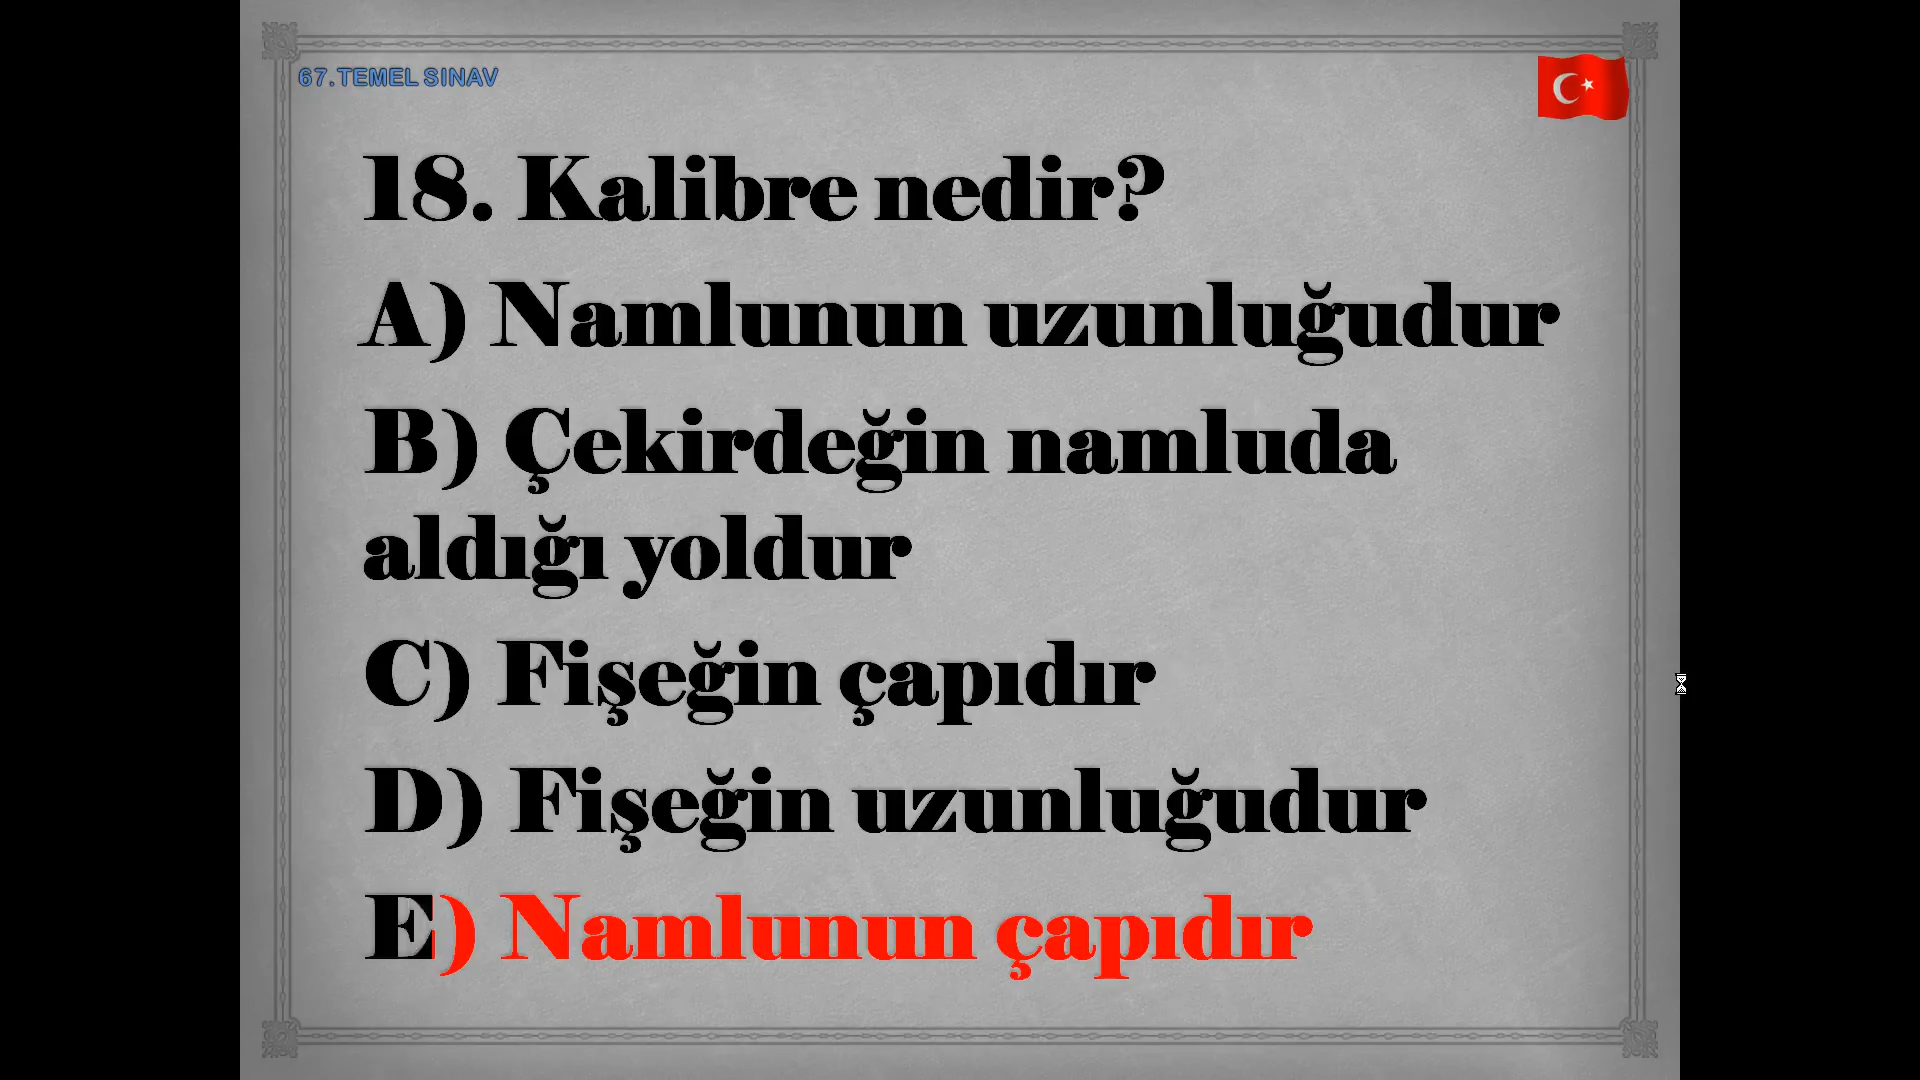 67.TEMEL SINAV
18. Kalibre nedir?
A) Namlunun uzunluğudur
B) Çekirdeğin namluda
aldığı yoldur
C) Fişeğin çapıdır
D) Fişeğin uzunluğudur
E) Namlunun çapıdır